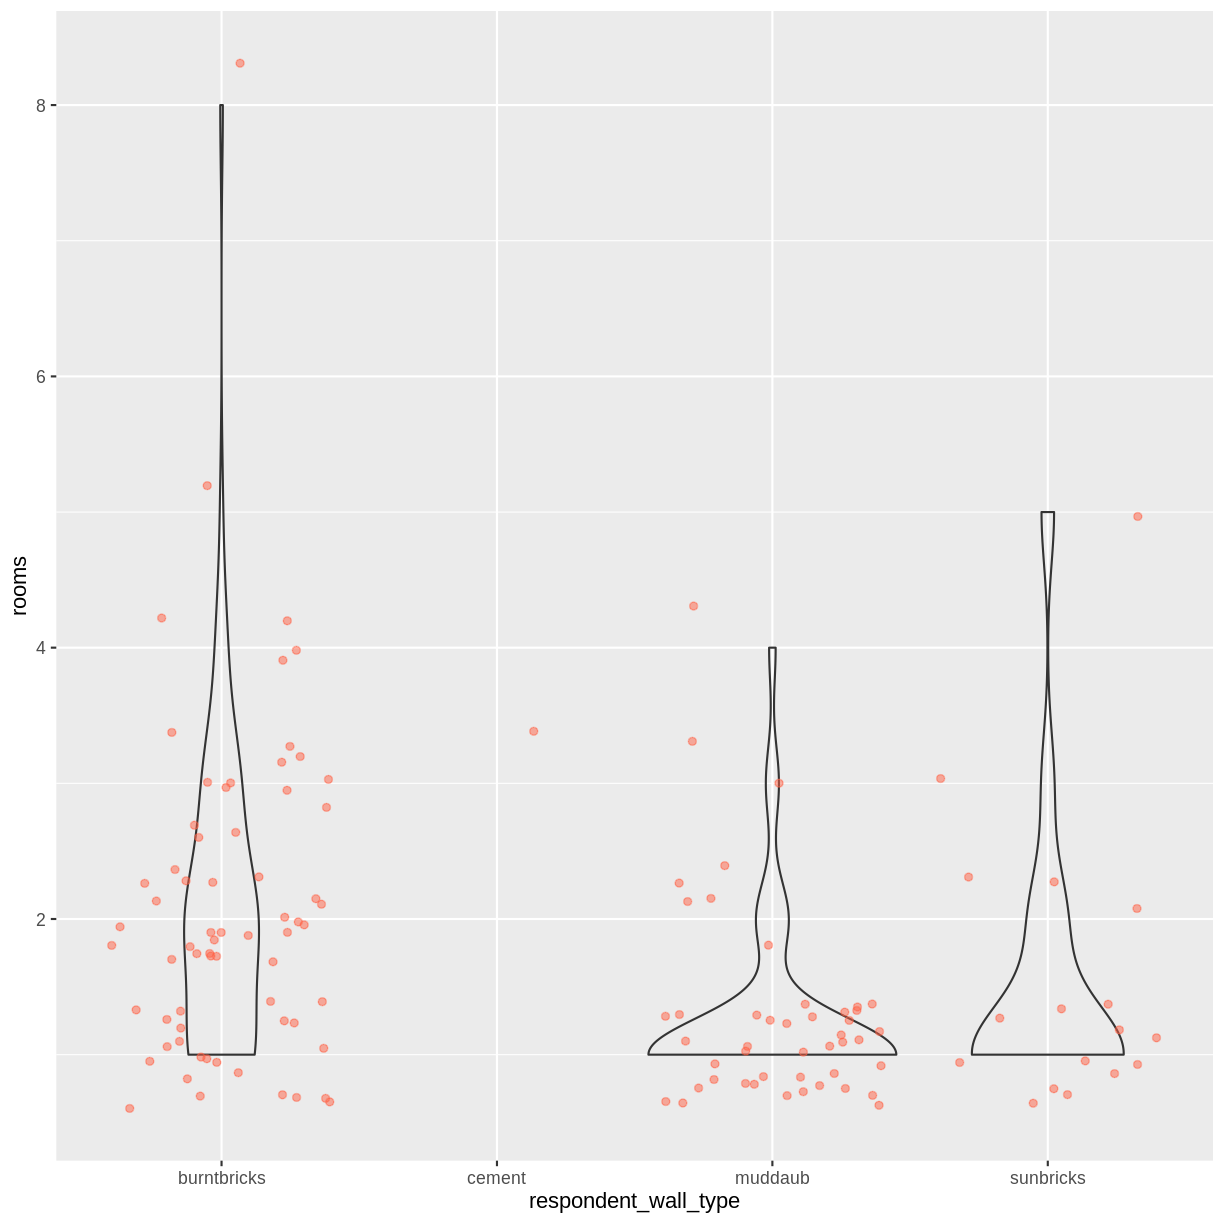 8
6
4
2
rooms
burntbricks
cement
muddaub
sunbricks
respondent_wall_type